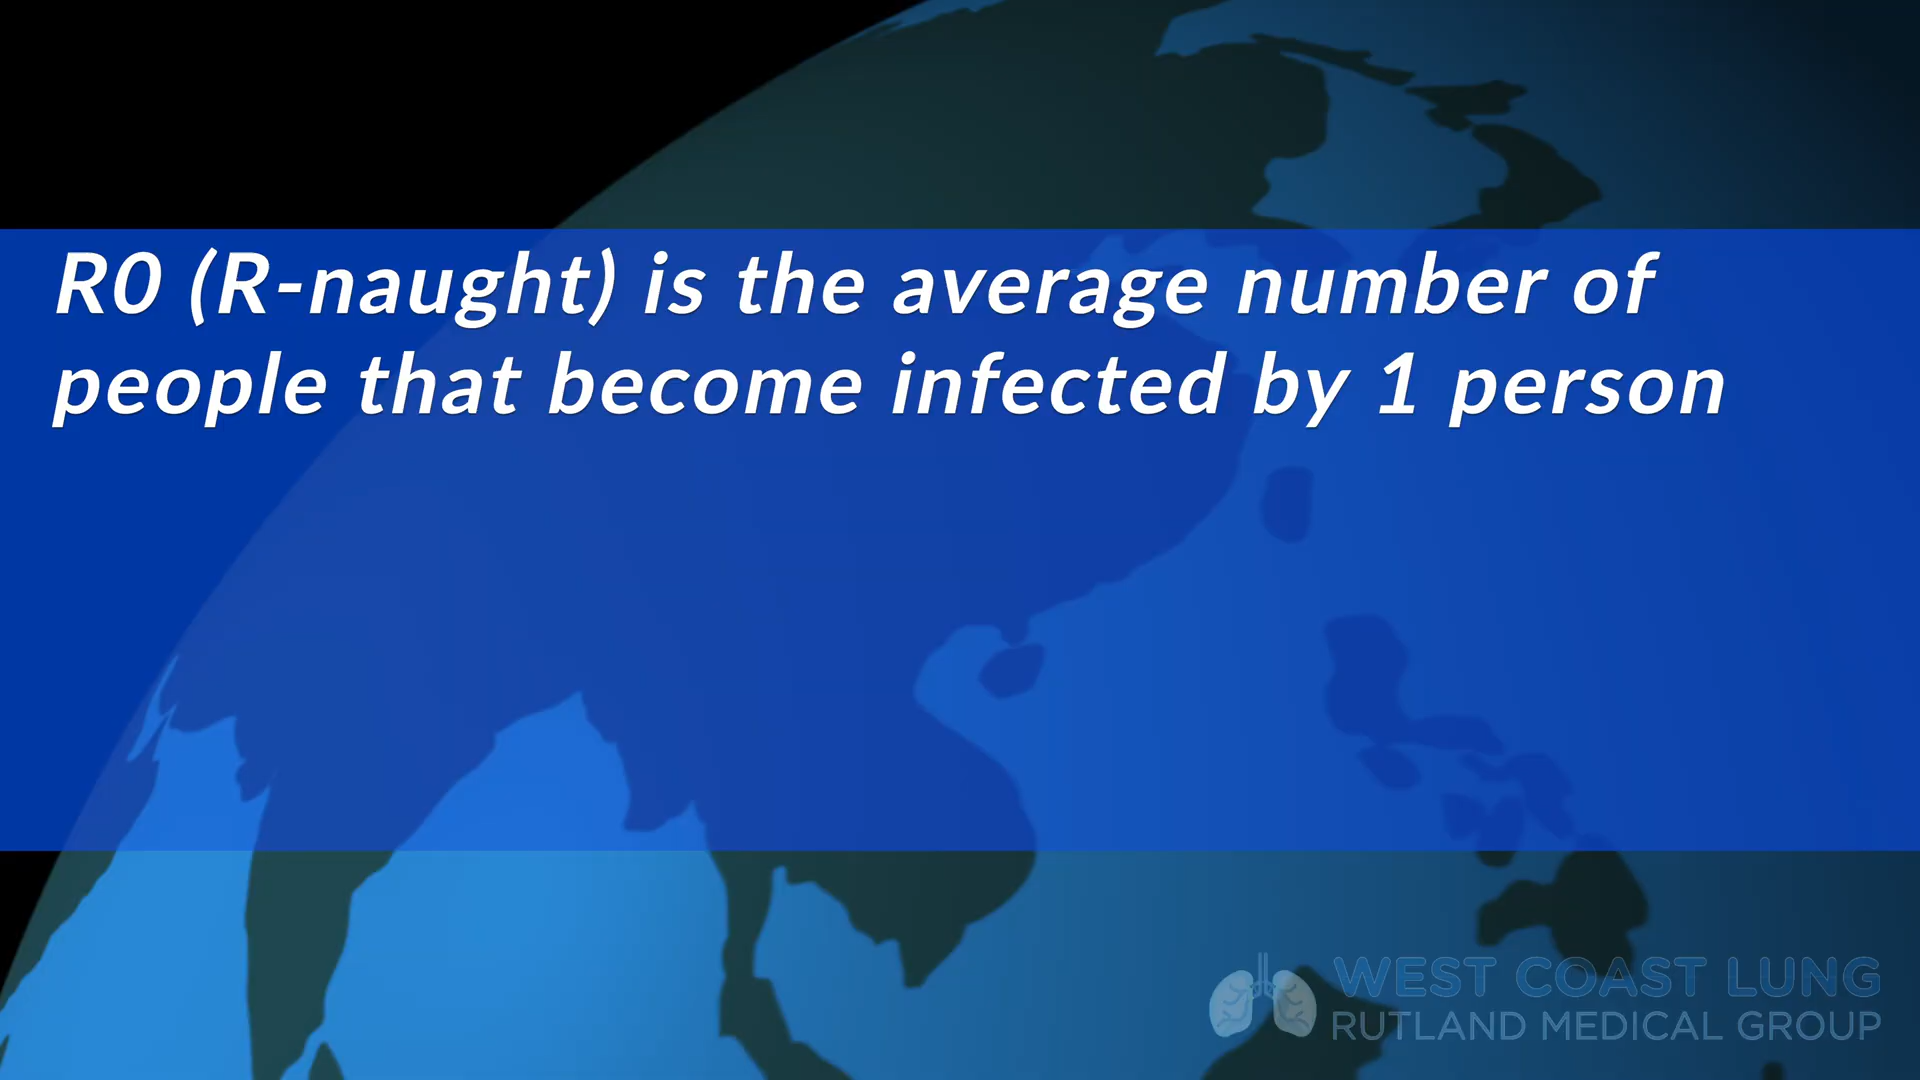 R0 (R-naught) is the average number of
people that become infected by 1 person
WEST COAST LUNG
RUTLAND MEDICAL GROUP